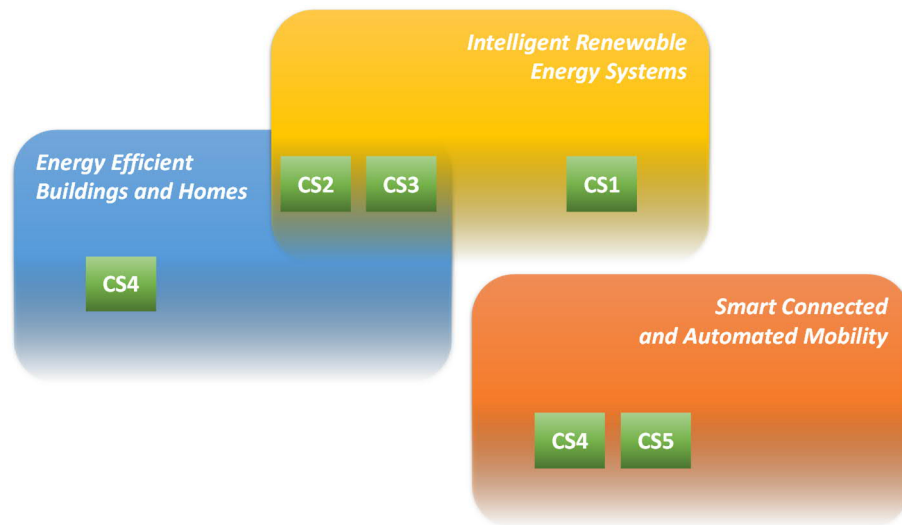 Intelligent Renewable
Energy Systems
Energy Efficient
Buildings and Homes
CS2
CS3
CS1
CS4
Smart Connected
and Automated Mobility
CS4
CS5